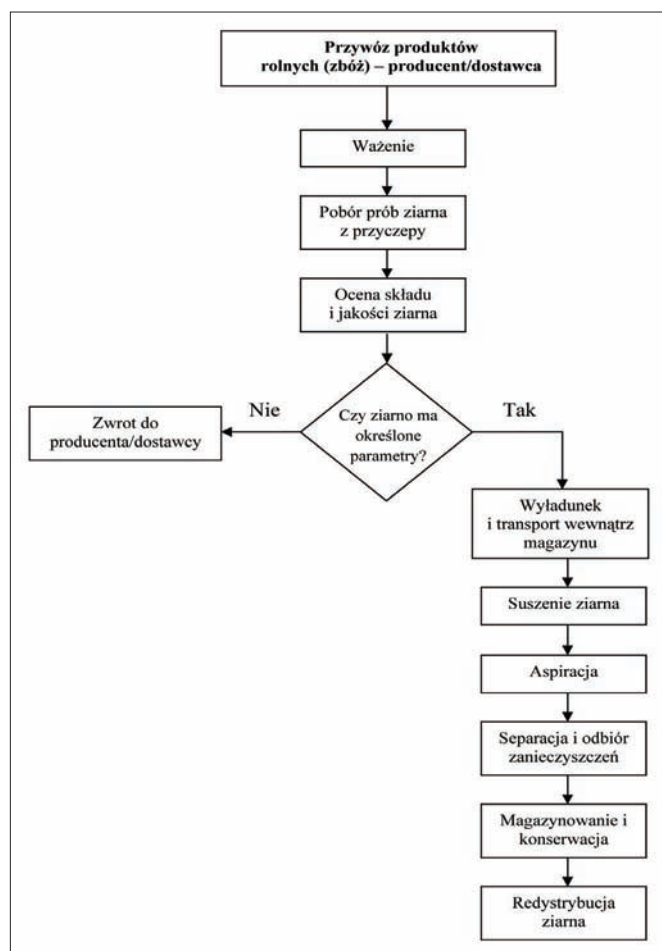 Przywóz produktów
rolnych (zbóż) – producent/dostawca
Ważenie
Pobór prób ziarna
z przyczepy
Ocena składu
i jakości ziarna
Czy ziarno ma
określone
parametry?
Nie
Zwrot do
producenta/dostawcy
Tak
Wyładunek
i transport wewnątrz
magazynu
Suszenie ziarna
Aspiracja
Separacja i odbiór
zanieczyszczeń
Magazynowanie i
konserwacja
Redystrybucja
ziarna